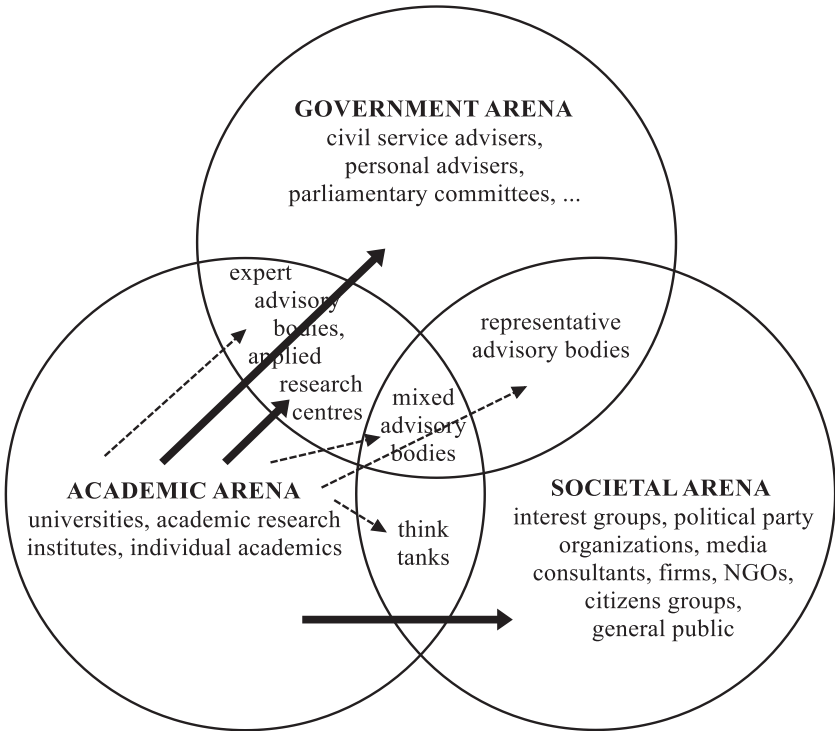 GOVERNMENT ARENA
civil service advisers,
personal advisers,
parliamentary committees, ...
expert
advisory
bodies,
applied
research
centres
representative
advisory bodies
mixed
advisory
bodies
ACADEMIC ARENA
universities, academic research
institutes, individual academics
think
tanks
SOCIETAL ARENA
interest groups, political party
organizations, media
consultants, firms, NGOs,
citizens groups,
general public